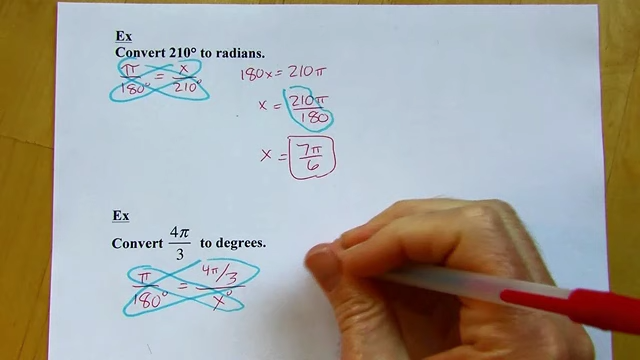 Ex
Convert 210° to radians.
π/180° = x/210°
180x = 210π
x = 210π/180
x = 7π/6
Ex
Convert 4π/3 to degrees.
π/180° = (4π/3)/x°